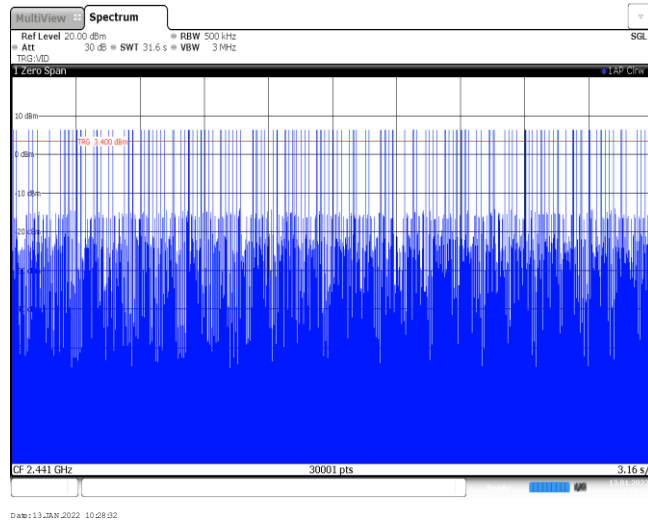 MultiView Spectrum
Ref Level 20.00 dBm RBW 500 kHz SGL
Att 30 dB SWT 31.6 s VBW 3 MHz
TRG:VID
1 Zero Span 1AP Clrw
10 dBm
TRG 3.400 dBm
0 dBm
-10 dBm
-20 dBm
CF 2.441 GHz 30001 pts 3.16 s/
Date: 13.JAN.2022 10:28:32